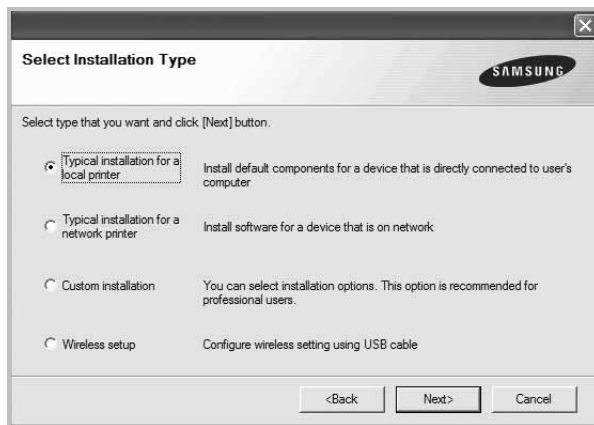 Select Installation Type
SAMSUNG
Select type that you want and click [Next] button.
Typical installation for a
local printer
Install default components for a device that is directly connected to user's
computer
Typical installation for a
network printer
Install software for a device that is on network
Custom installation
You can select installation options. This option is recommended for
professional users.
Wireless setup
Configure wireless setting using USB cable
<Back
Next>
Cancel